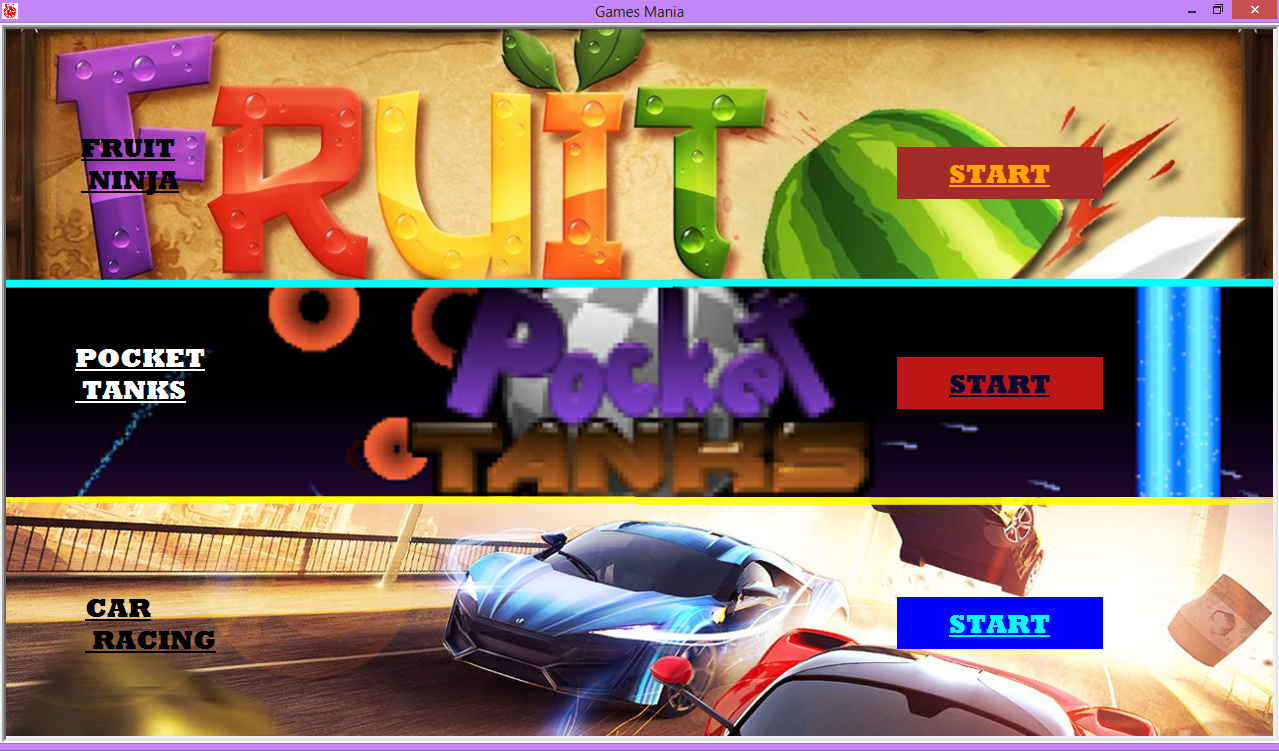 Games Mania
FRUIT
FRUIT
NINJA
START
POCKET
TANKS
POCKET
TANKS
START
CAR
RACING
START